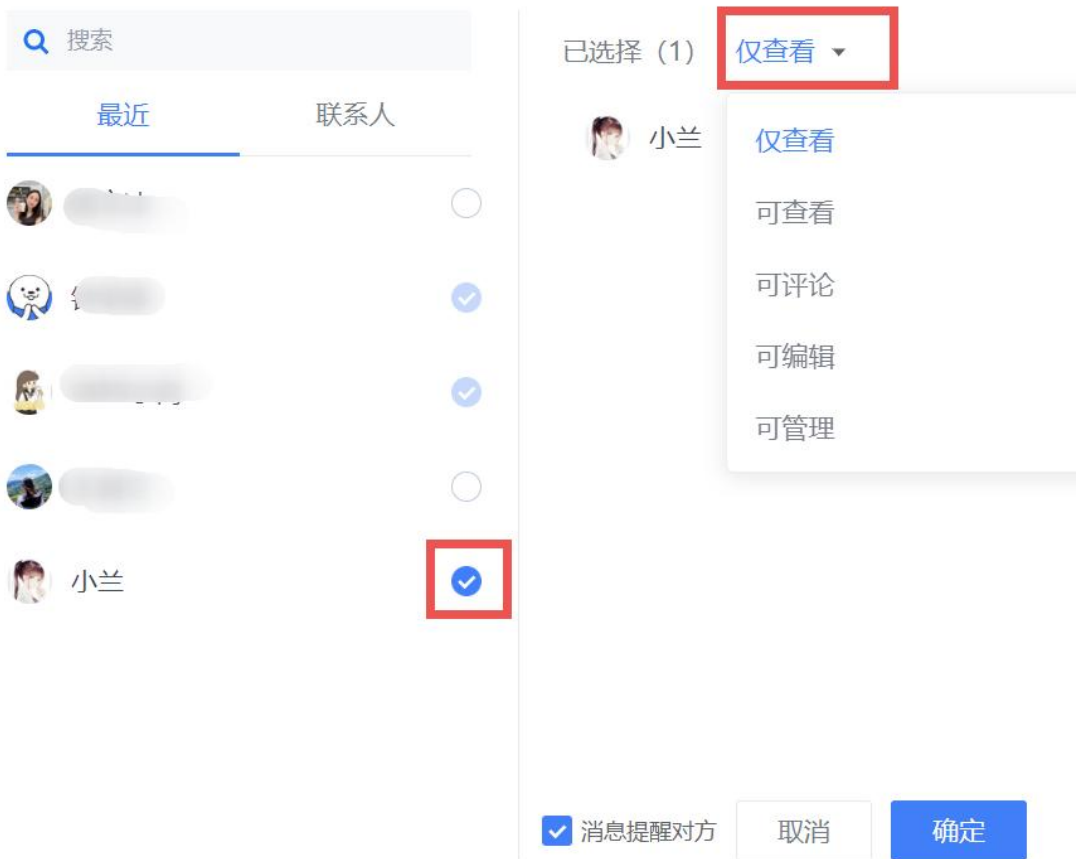 搜索
最近
联系人
小兰
已选择（1）
仅查看
小兰
仅查看
可查看
可评论
可编辑
可管理
消息提醒对方
取消
确定